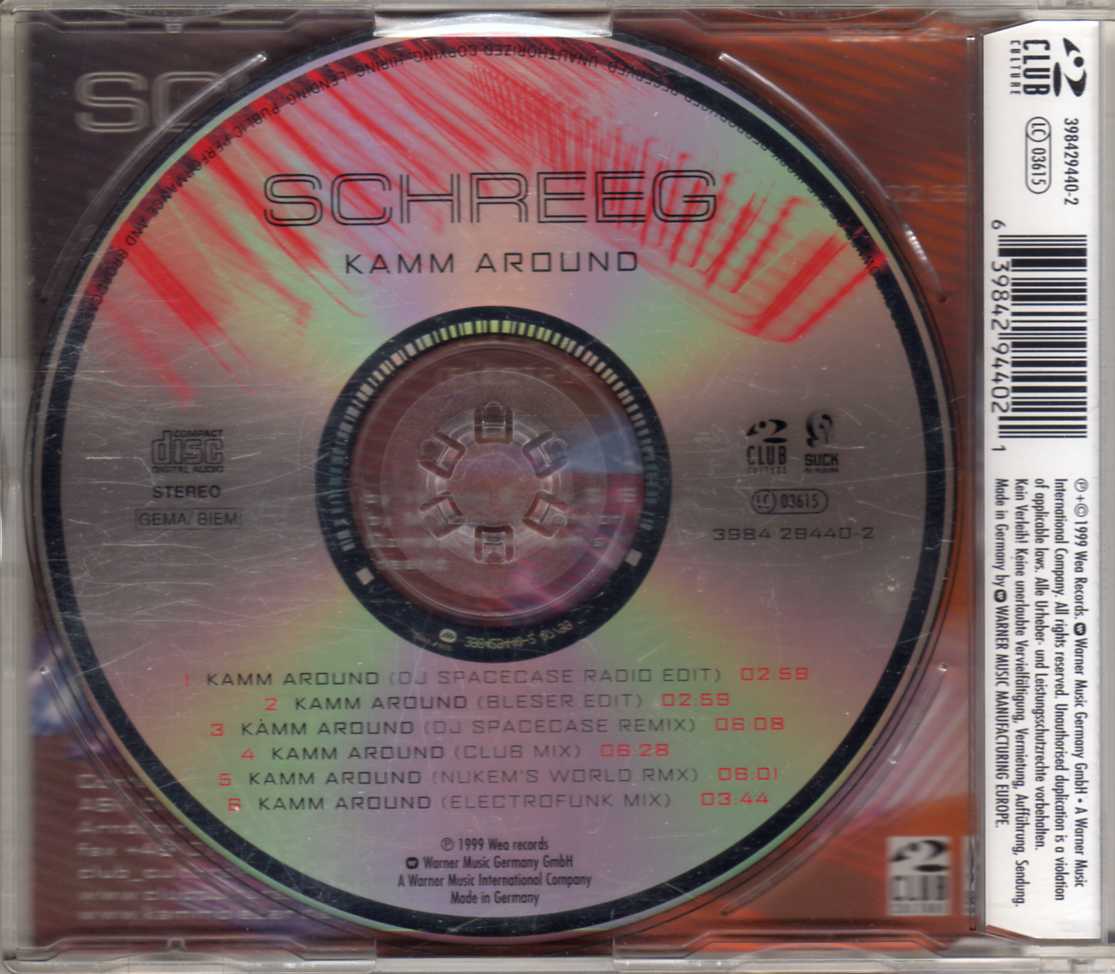 SCHREEG
KAMM AROUND
COMPACT
disc
DIGITAL AUDIO
STEREO
GEMA/BIEM
2
CLUB
CULTURE
SUCK
LC 03615
3984 29440-2
1 KAMM AROUND (DJ SPACECASE RADIO EDIT) 02:59
2 KAMM AROUND (BLESER EDIT) 02:59
3 KAMM AROUND (DJ SPACECASE REMIX) 06:08
4 KAMM AROUND (CLUB MIX) 06:28
5 KAMM AROUND (NUKEM'S WORLD RMX) 06:01
6 KAMM AROUND (ELECTROFUNK MIX) 03:44
℗ 1999 Wea records
Warner Music Germany GmbH
A Warner Music International Company
Made in Germany
2
CLUB
CULTURE
398429440-2
LC 03615
6 39842 94402 1
℗+© 1999 Wea Records. Warner Music Germany GmbH • A Warner Music
International Company. All rights reserved. Unauthorised duplication is a violation
of applicable laws. Alle Urheber- und Leistungsschutzrechte vorbehalten.
Kein Verleih! Keine unerlaubte Vervielfältigung, Vermietung, Aufführung, Sendung.
Made in Germany by WARNER MUSIC MANUFACTURING EUROPE.
2
CLUB